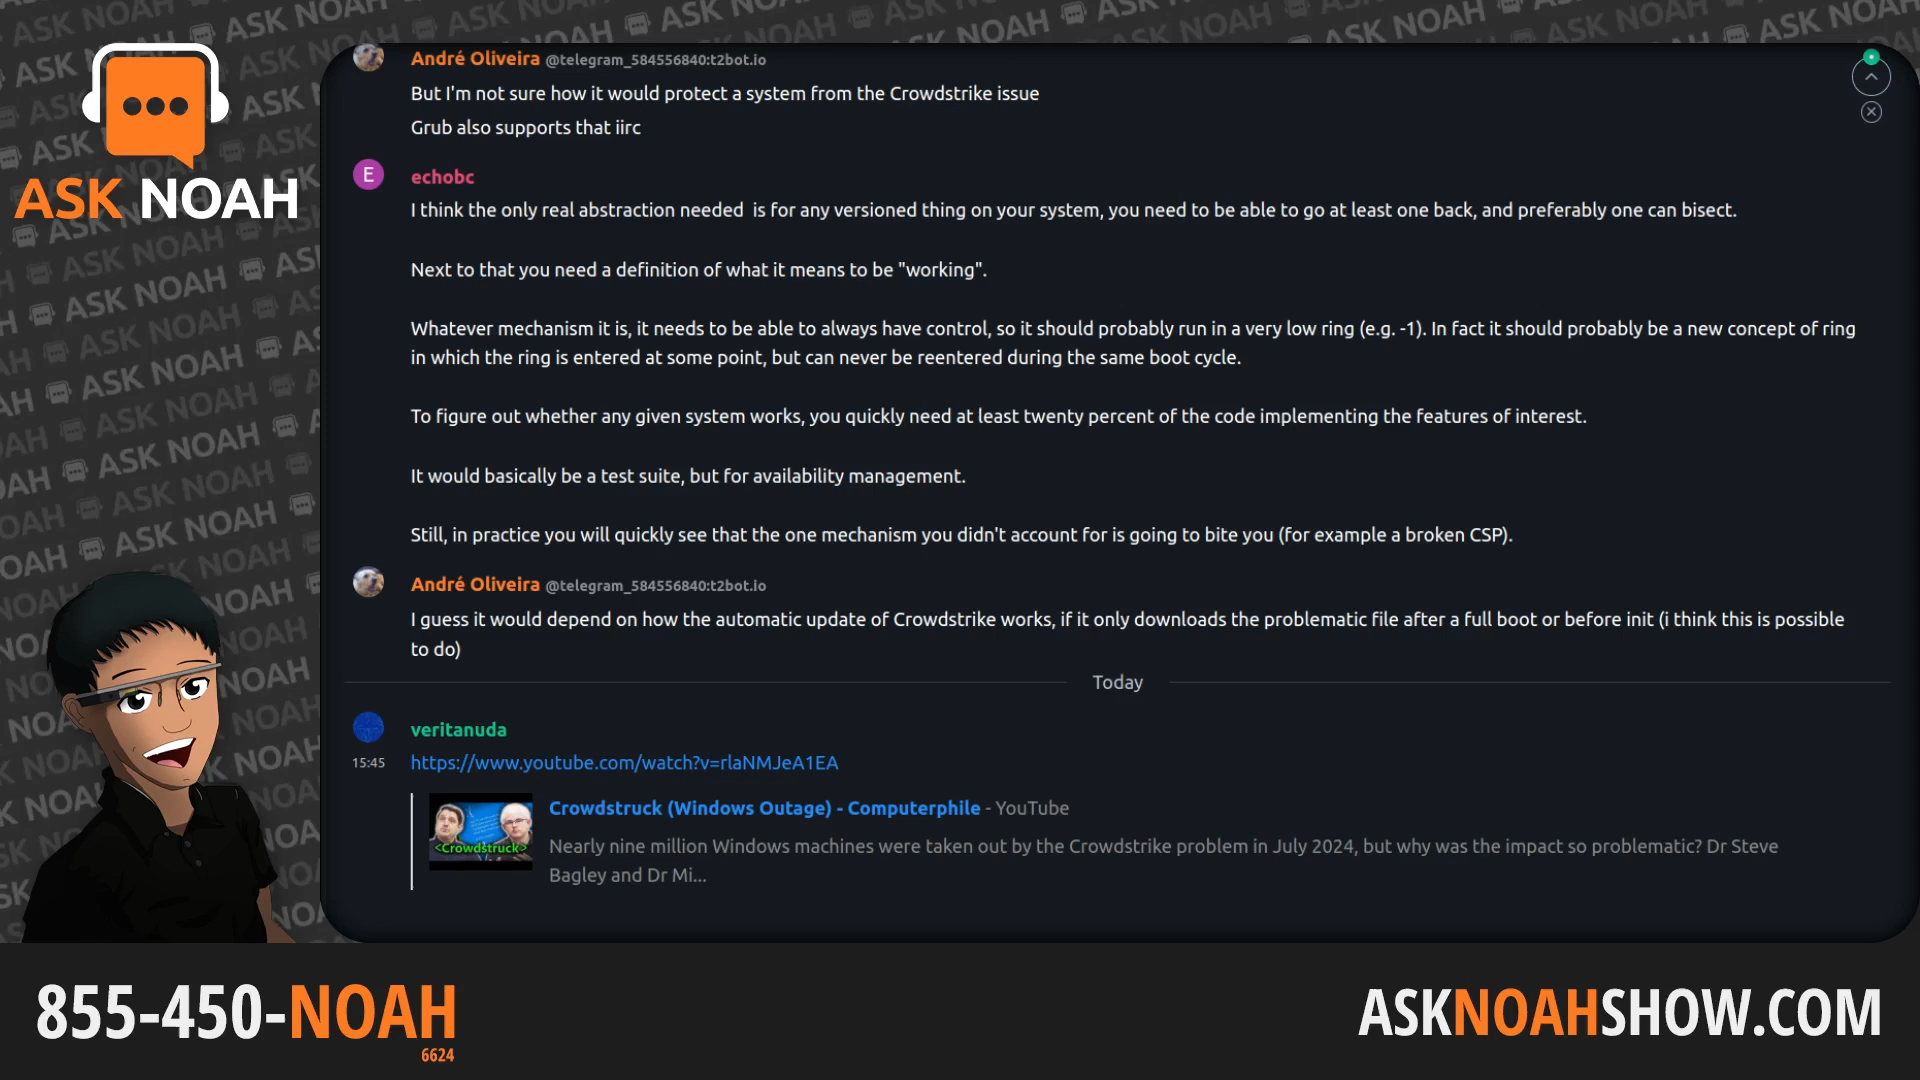 ASK NOAH
André Oliveira @telegram_584556840:t2bot.io
But I'm not sure how it would protect a system from the Crowdstrike issue
Grub also supports that iirc
E
echobc
I think the only real abstraction needed  is for any versioned thing on your system, you need to be able to go at least one back, and preferably one can bisect.
Next to that you need a definition of what it means to be "working".
Whatever mechanism it is, it needs to be able to always have control, so it should probably run in a very low ring (e.g. -1). In fact it should probably be a new concept of ring
in which the ring is entered at some point, but can never be reentered during the same boot cycle.
To figure out whether any given system works, you quickly need at least twenty percent of the code implementing the features of interest.
It would basically be a test suite, but for availability management.
Still, in practice you will quickly see that the one mechanism you didn't account for is going to bite you (for example a broken CSP).
André Oliveira @telegram_584556840:t2bot.io
I guess it would depend on how the automatic update of Crowdstrike works, if it only downloads the problematic file after a full boot or before init (i think this is possible
to do)
Today
veritanuda
15:45 https://www.youtube.com/watch?v=rlaNMJeA1EA
Crowdstruck (Windows Outage) - Computerphile - YouTube
<Crowdstruck>
Nearly nine million Windows machines were taken out by the Crowdstrike problem in July 2024, but why was the impact so problematic? Dr Steve
Bagley and Dr Mi...
855-450-NOAH
6624
ASKNOAHSHOW.COM